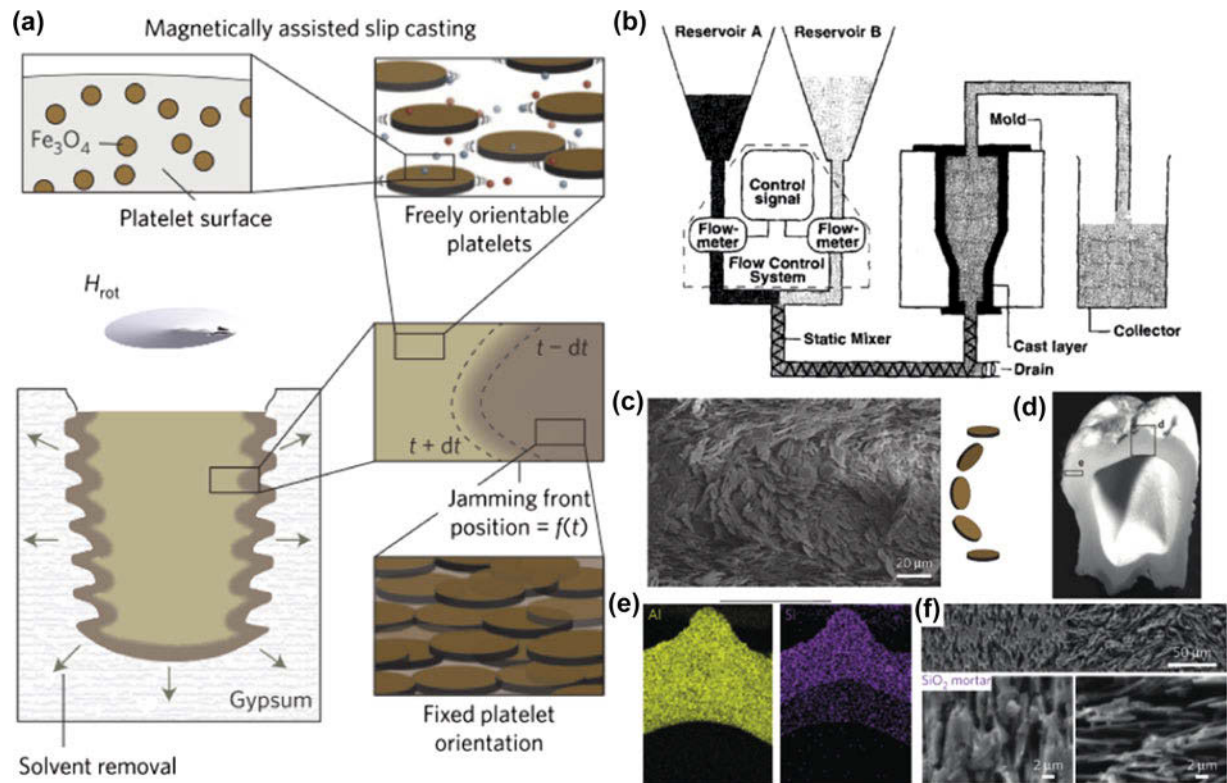 (a)
Magnetically assisted slip casting
Fe₃O₄
Platelet surface
Freely orientable
platelets
H_rot
t − dt
t + dt
Jamming front
position = f(t)
Gypsum
Solvent removal
Fixed platelet
orientation
(b)
Reservoir A
Reservoir B
Control
signal
Flow-
meter
Flow-
meter
Flow Control
System
Mold
Static Mixer
Collector
Cast layer
Drain
(c)
20 μm
(d)
d
e
(e)
Al
Si
(f)
50 μm
SiO₂ mortar
2 μm
2 μm